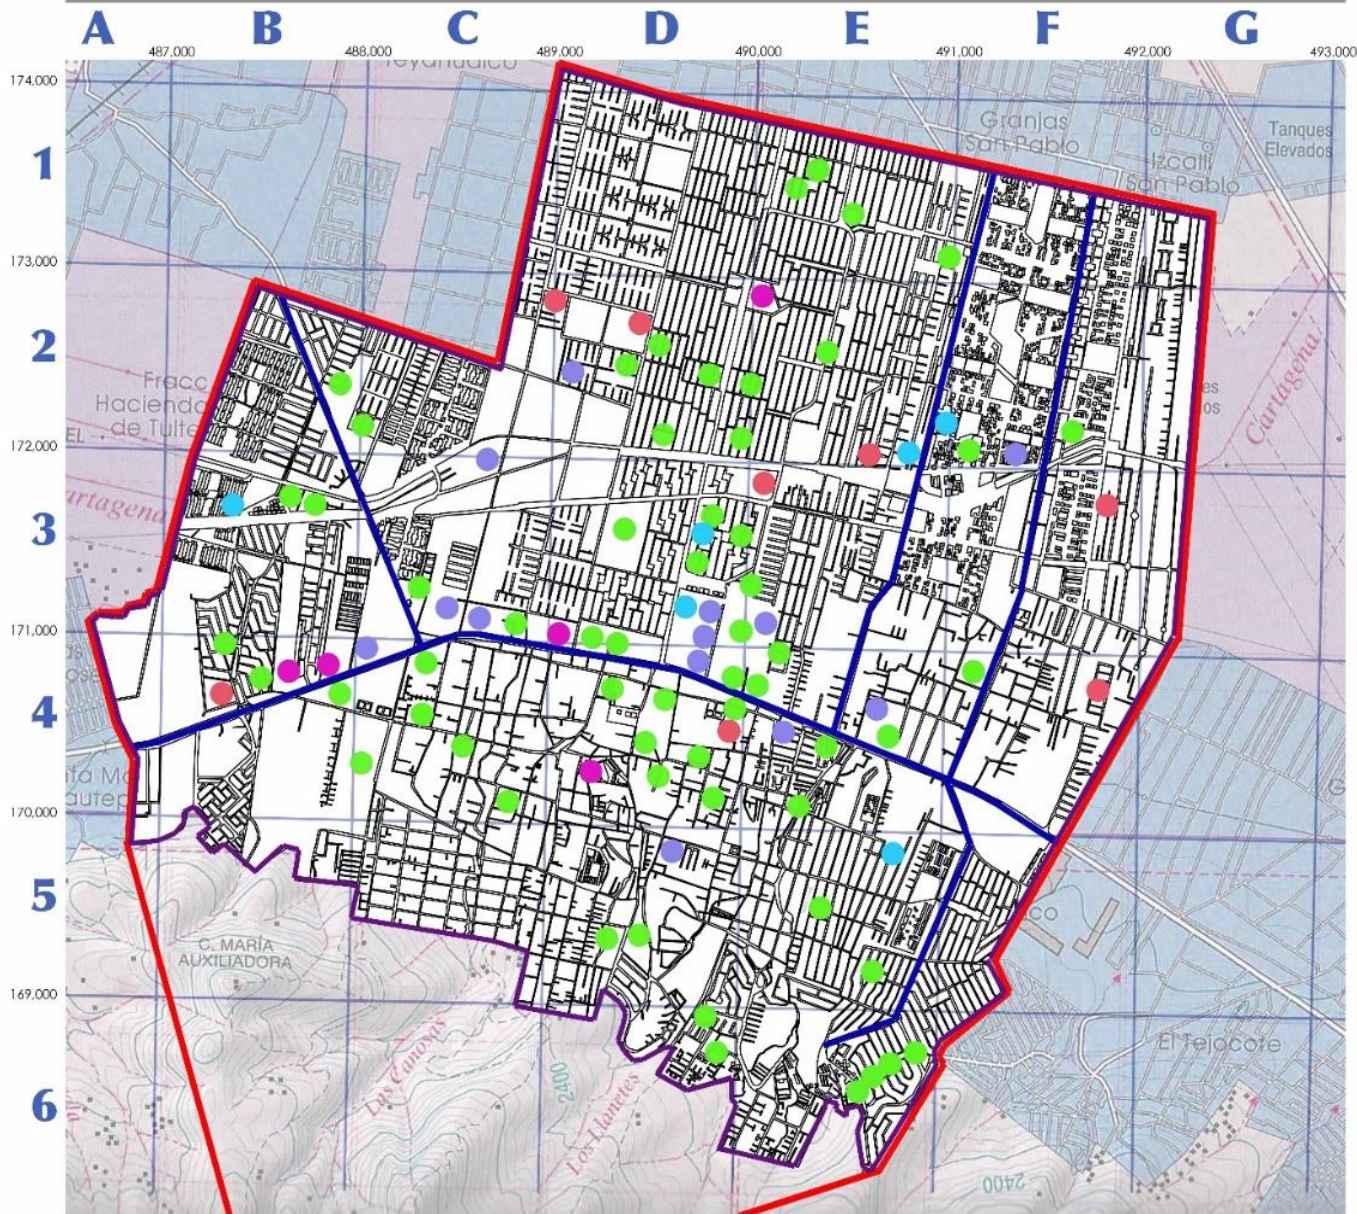 A B C D E F G
487.000 488.000 489.000 490.000 491.000 492.000 493.000
174.000
Granjas
San Pablo
Tanques
Elevados
1
Izcalli
San Pablo
173.000
2
Cartagena
Fracc
Hacienda
de Tulte
EL
172.000
artagena
3
171.000
4
170.000
5
C. MARÍA
AUXILIADORA
169.000
El Tejocote
Las Canosas
2400
Los Llanetes
6
2400